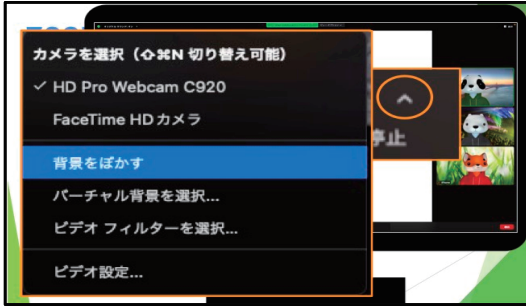 カメラを選択（⇧⌘N 切り替え可能）
✓ HD Pro Webcam C920
FaceTime HD カメラ
停止
背景をぼかす
バーチャル背景を選択...
ビデオ フィルターを選択...
ビデオ設定...